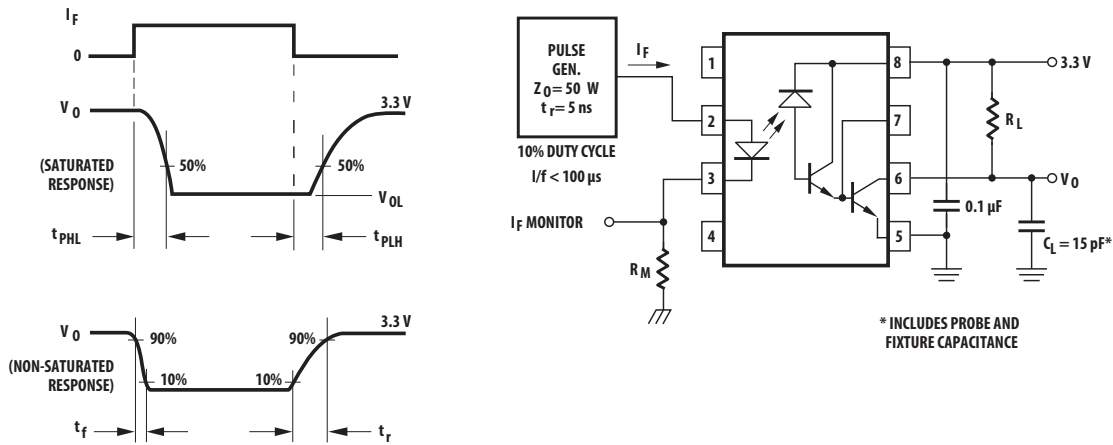 I F
0
V O
3.3 V
(SATURATED
RESPONSE)
50%
50%
V OL
t PHL
t PLH
V O
3.3 V
90%
90%
(NON-SATURATED
RESPONSE)
10%
10%
t f
t r
PULSE
GEN.
Z O = 50 W
t r = 5 ns
I F
10% DUTY CYCLE
I/f < 100 µs
I F MONITOR
R M
1
2
3
4
8
7
6
5
3.3 V
R L
V O
0.1 µF
C L = 15 pF*
* INCLUDES PROBE AND
FIXTURE CAPACITANCE